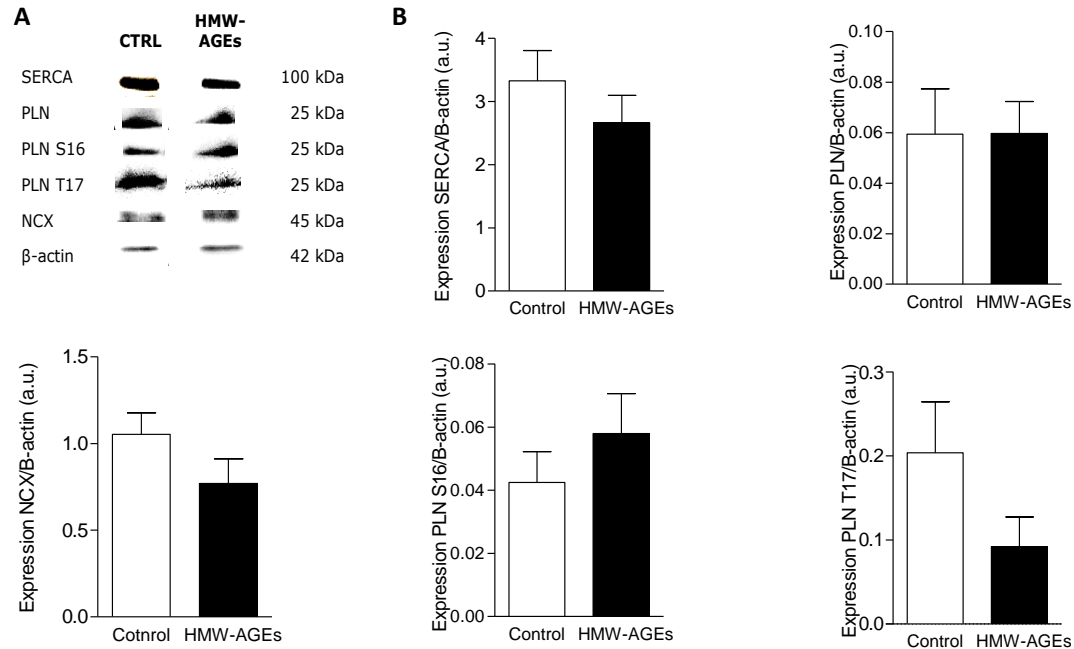 A
CTRL
HMW-
AGEs
SERCA
100 kDa
PLN
25 kDa
PLN S16
25 kDa
PLN T17
25 kDa
NCX
45 kDa
β-actin
42 kDa
B
Expression SERCA/B-actin (a.u.)
4
3
2
1
0
Control
HMW-AGEs
Expression PLN/B-actin (a.u.)
0.10
0.08
0.06
0.04
0.02
0.00
Control
HMW-AGEs
Expression NCX/B-actin (a.u.)
1.5
1.0
0.5
0.0
Cotnrol
HMW-AGEs
Expression PLN S16/B-actin (a.u.)
0.08
0.06
0.04
0.02
0.00
Control
HMW-AGEs
Expression PLN T17/B-actin (a.u.)
0.3
0.2
0.1
0.0
Control
HMW-AGEs